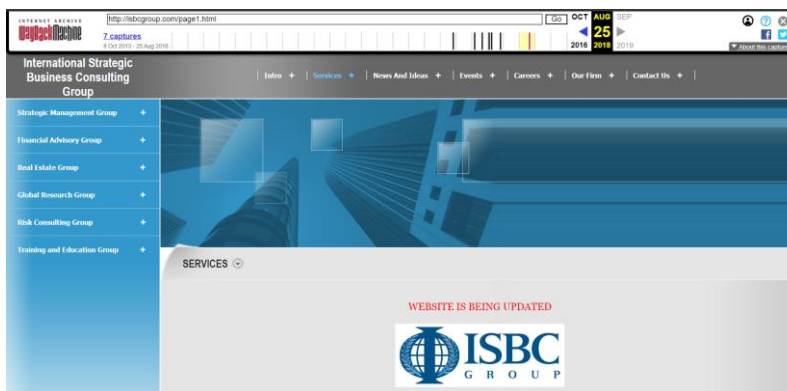 INTERNET ARCHIVE
WayBack Machine
http://isbcgroup.com/page1.html
Go
OCT AUG SEP
25
2016 2018 2019
7 captures
8 Oct 2013 - 25 Aug 2018
About this capture
International Strategic
Business Consulting
Group
Intro + | Services + | News And Ideas + | Events + | Careers + | Our Firm + | Contact Us + |
Strategic Management Group +
Financial Advisory Group +
Real Estate Group +
Global Research Group +
Risk Consulting Group +
Training and Education Group +
SERVICES
WEBSITE IS BEING UPDATED
ISBC
GROUP